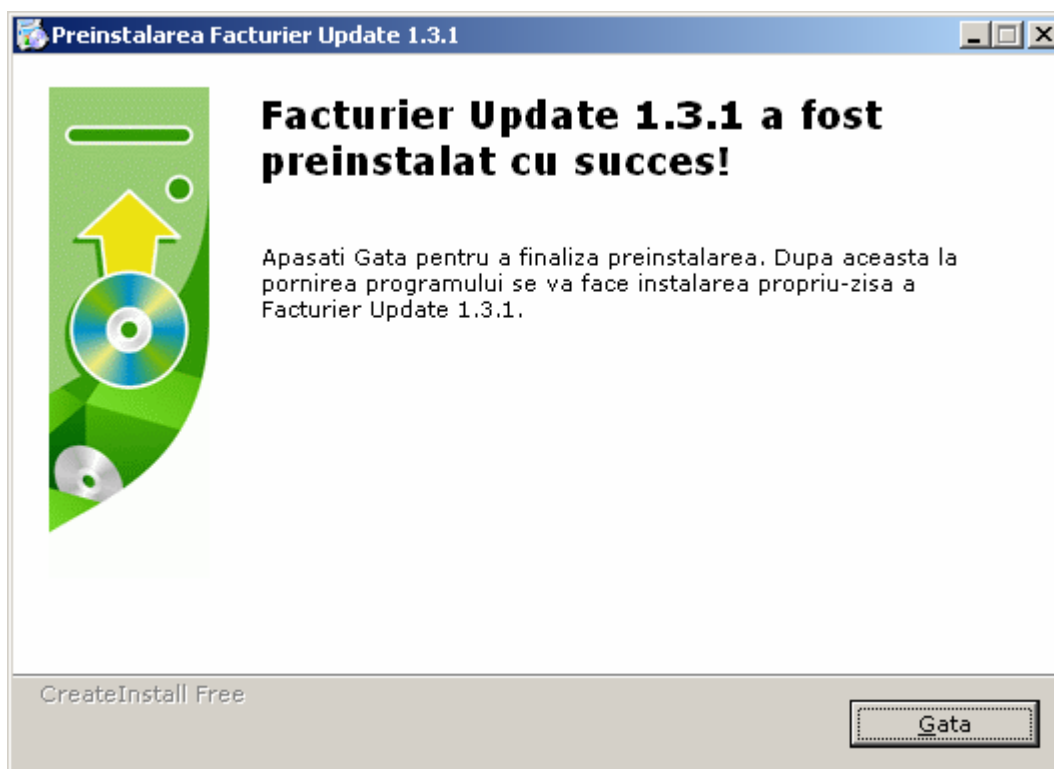 Preinstalarea Facturier Update 1.3.1
Facturier Update 1.3.1 a fost
preinstalat cu succes!
Apasati Gata pentru a finaliza preinstalarea. Dupa aceasta la
pornirea programului se va face instalarea propriu-zisa a
Facturier Update 1.3.1.
CreateInstall Free
Gata